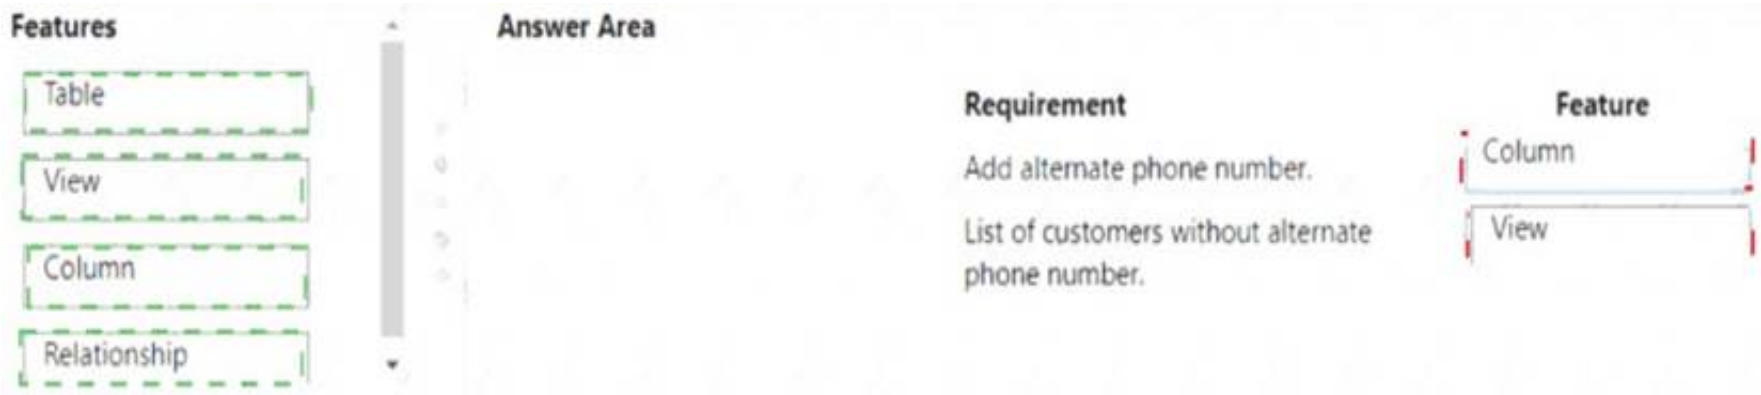 Features
Table
View
Column
Relationship
Answer Area
Requirement
Feature
Add alternate phone number.
Column
List of customers without alternate
phone number.
View